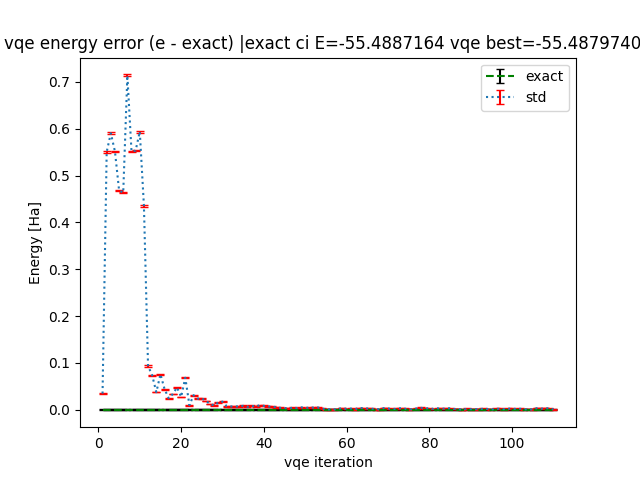 vqe energy error (e - exact) |exact ci E=-55.4887164 vqe best=-55.4879740
exact
std
0.7
0.6
0.5
0.4
0.3
0.2
0.1
0.0
Energy [Ha]
0 20 40 60 80 100
vqe iteration